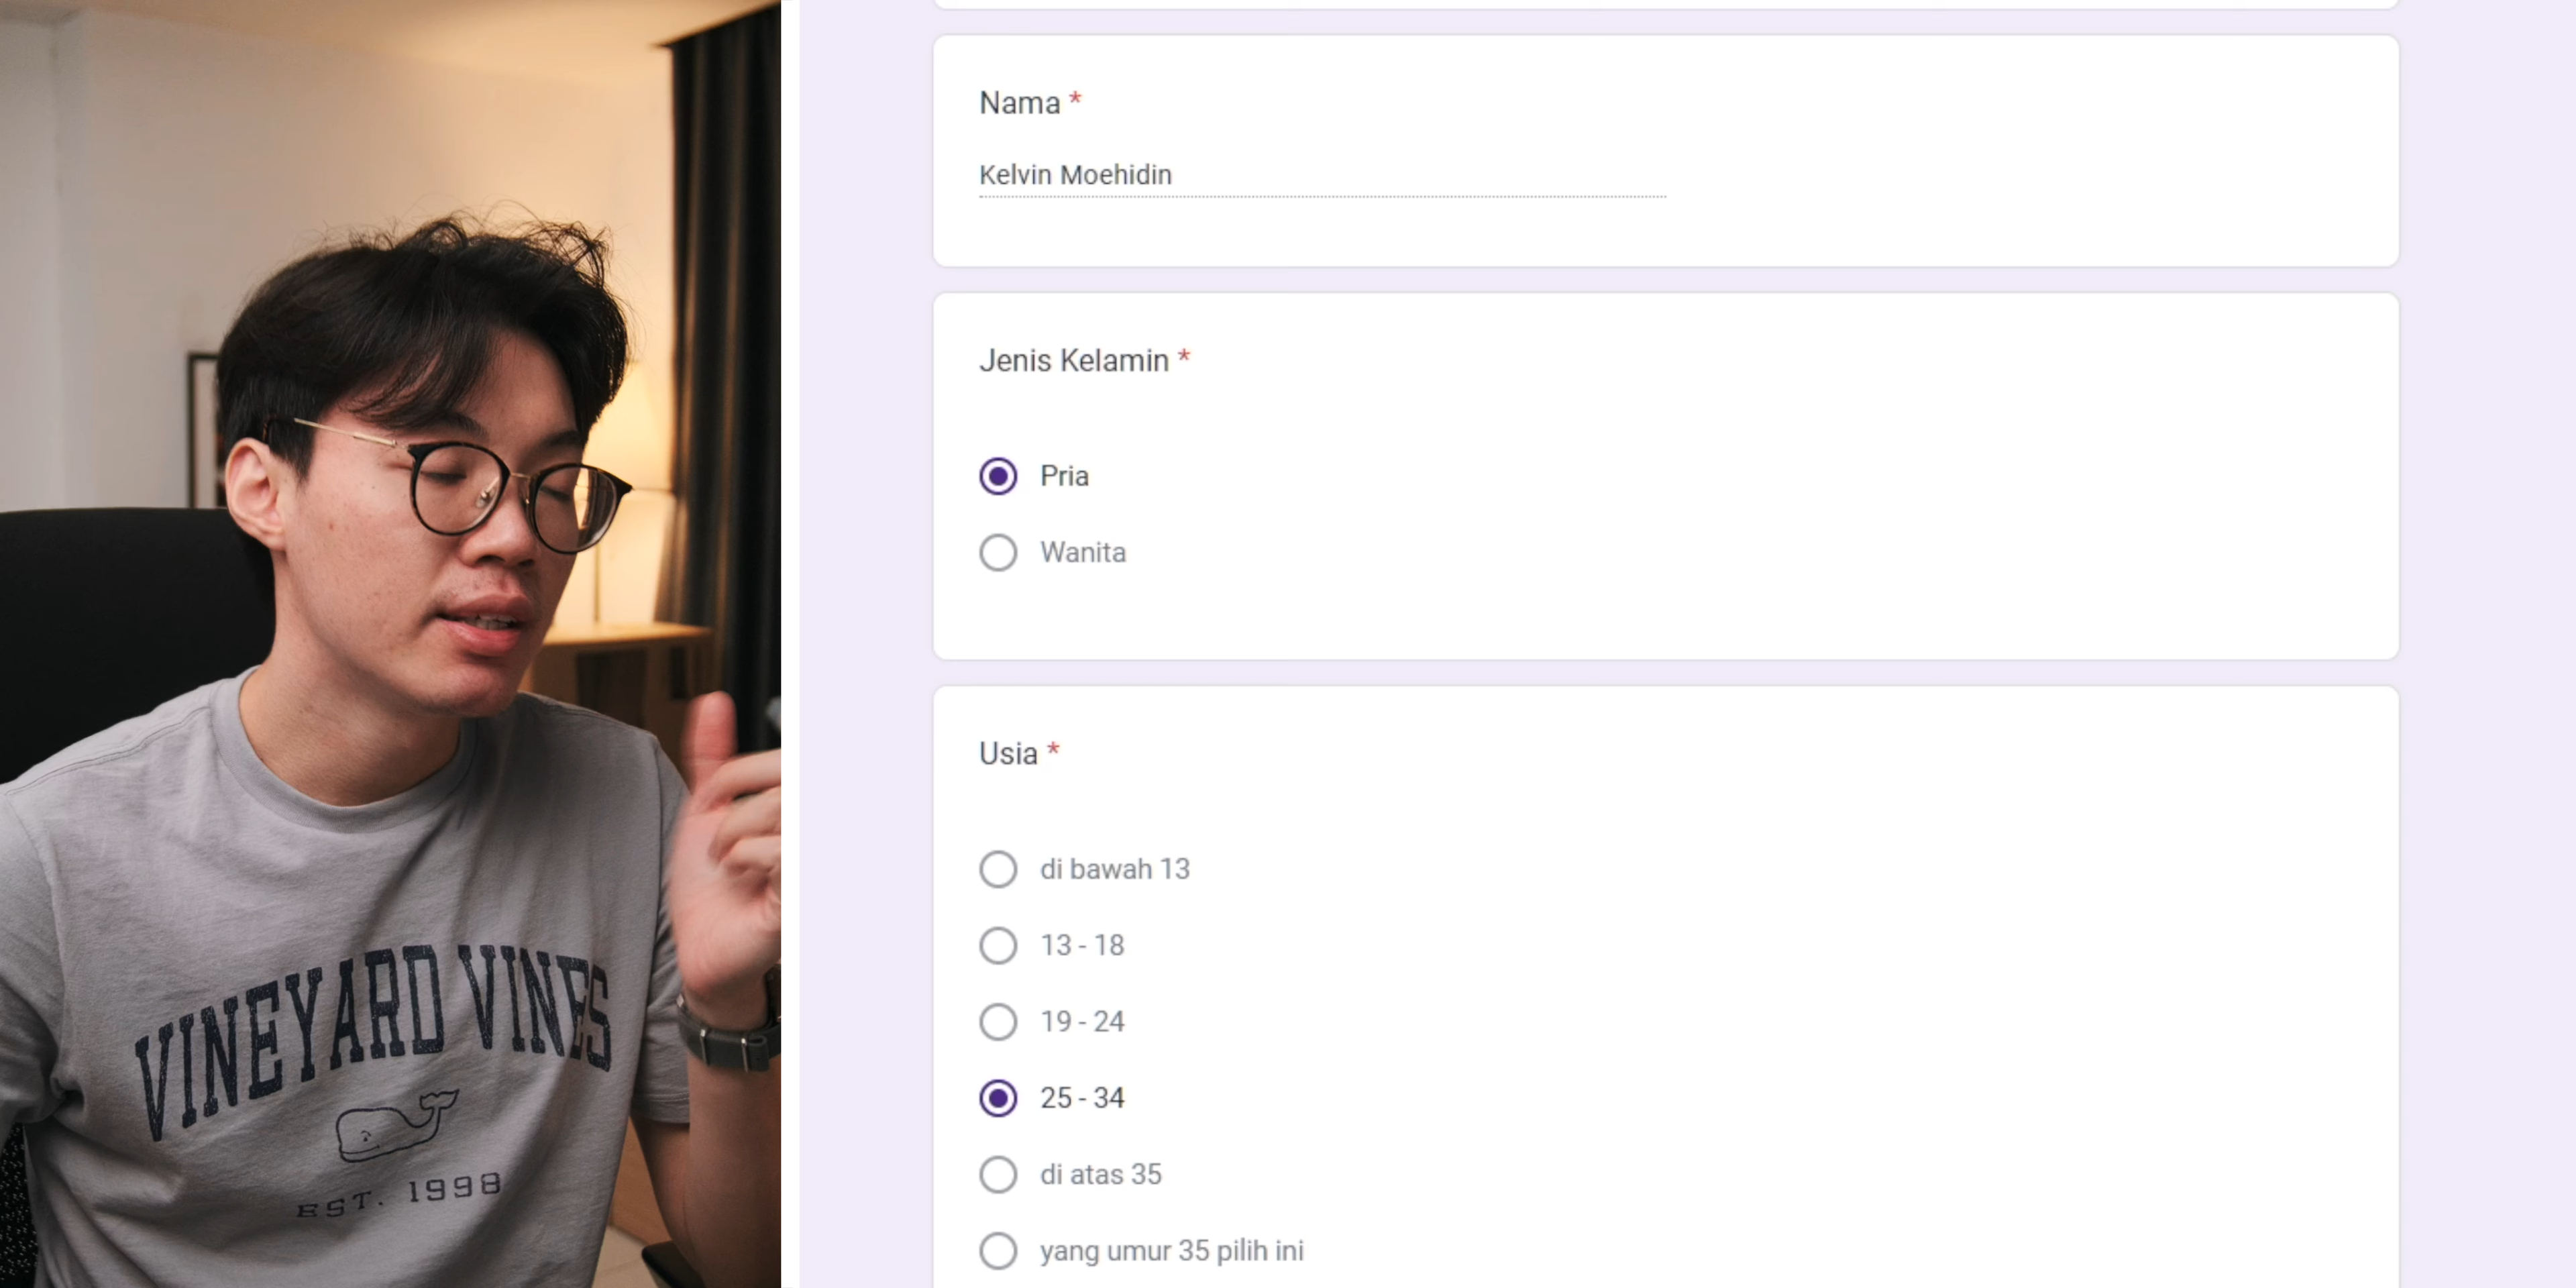 VINEYARD VINES
EST. 1998
Nama *
Kelvin Moehidin
Jenis Kelamin *
Pria
Wanita
Usia *
di bawah 13
13 - 18
19 - 24
25 - 34
di atas 35
yang umur 35 pilih ini